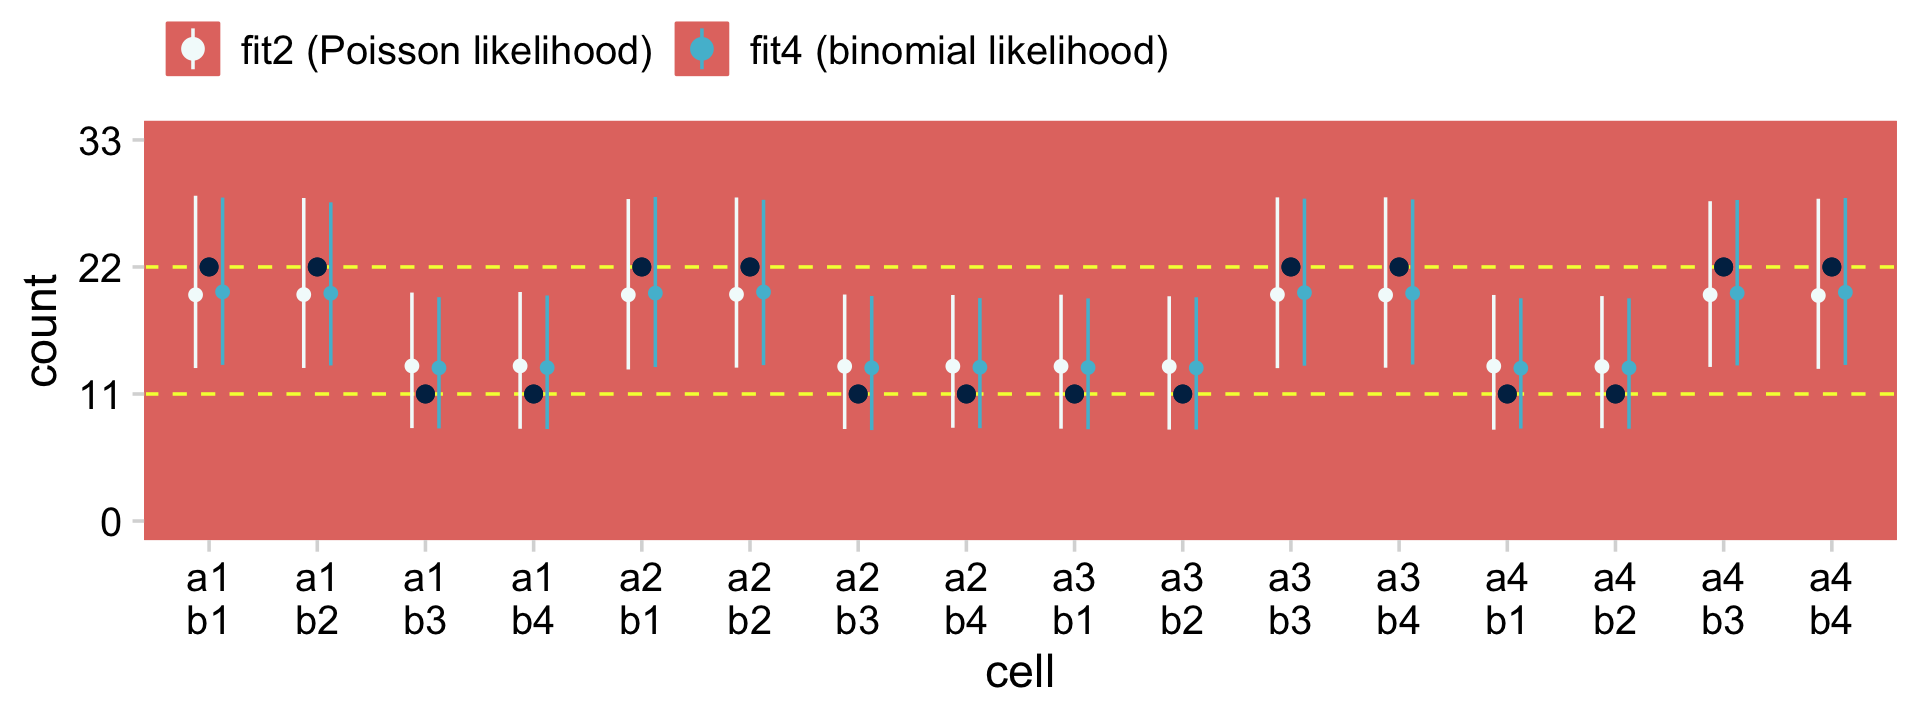 fit2 (Poisson likelihood) fit4 (binomial likelihood)
33
22
11
0
count
a1 a1 a1 a1 a2 a2 a2 a2 a3 a3 a3 a3 a4 a4 a4 a4
b1 b2 b3 b4 b1 b2 b3 b4 b1 b2 b3 b4 b1 b2 b3 b4
cell